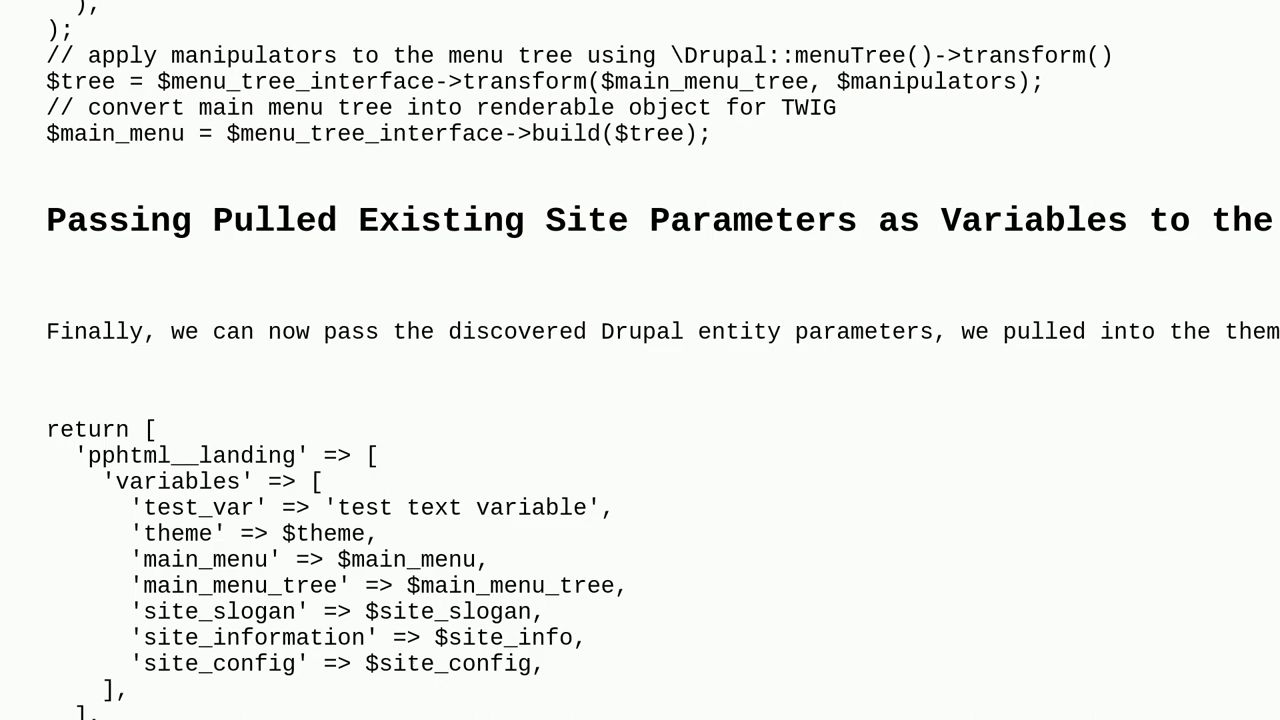 ),
);
// apply manipulators to the menu tree using \Drupal::menuTree()->transform()
$tree = $menu_tree_interface->transform($main_menu_tree, $manipulators);
// convert main menu tree into renderable object for TWIG
$main_menu = $menu_tree_interface->build($tree);
Passing Pulled Existing Site Parameters as Variables to the
Finally, we can now pass the discovered Drupal entity parameters, we pulled into the them
return [
'pphtml__landing' => [
'variables' => [
'test_var' => 'test text variable',
'theme' => $theme,
'main_menu' => $main_menu,
'main_menu_tree' => $main_menu_tree,
'site_slogan' => $site_slogan,
'site_information' => $site_info,
'site_config' => $site_config,
],
],